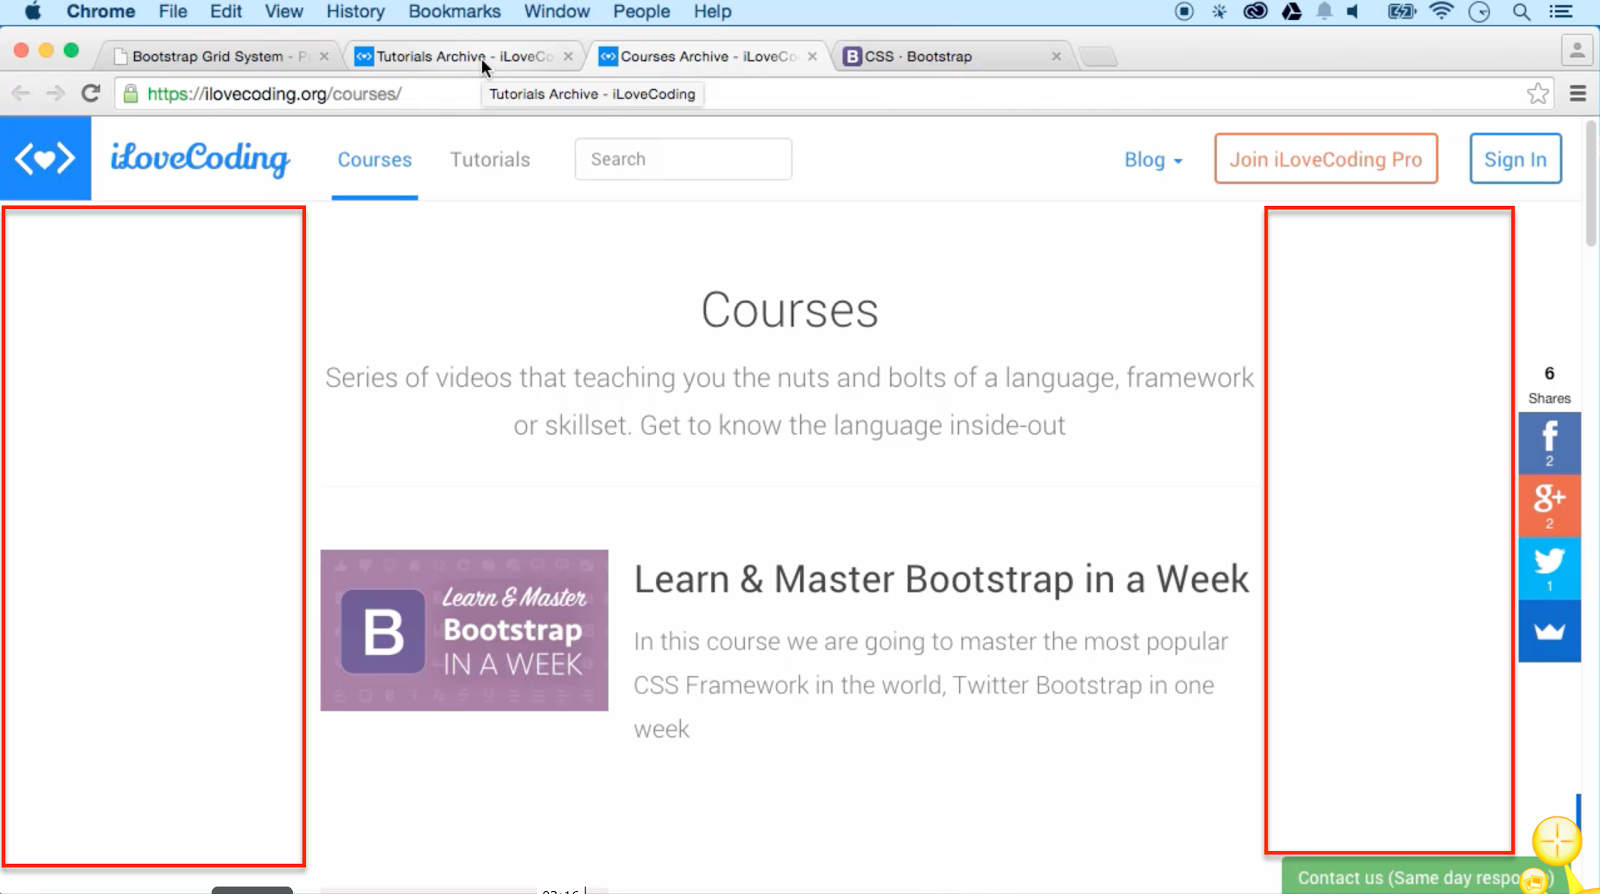 Chrome File Edit View History Bookmarks Window People Help
Bootstrap Grid System - P
Tutorials Archive - iLoveCo
Courses Archive - iLoveCo
CSS · Bootstrap
https://ilovecoding.org/courses/
Tutorials Archive - iLoveCoding
iLoveCoding
Courses
Tutorials
Search
Blog
Join iLoveCoding Pro
Sign In
Courses
Series of videos that teaching you the nuts and bolts of a language, framework
or skillset. Get to know the language inside-out
6
Shares
f
2
g+
2
1
B
Learn & Master
Bootstrap
IN A WEEK
Learn & Master Bootstrap in a Week
In this course we are going to master the most popular
CSS Framework in the world, Twitter Bootstrap in one
week
Contact us (Same day respo